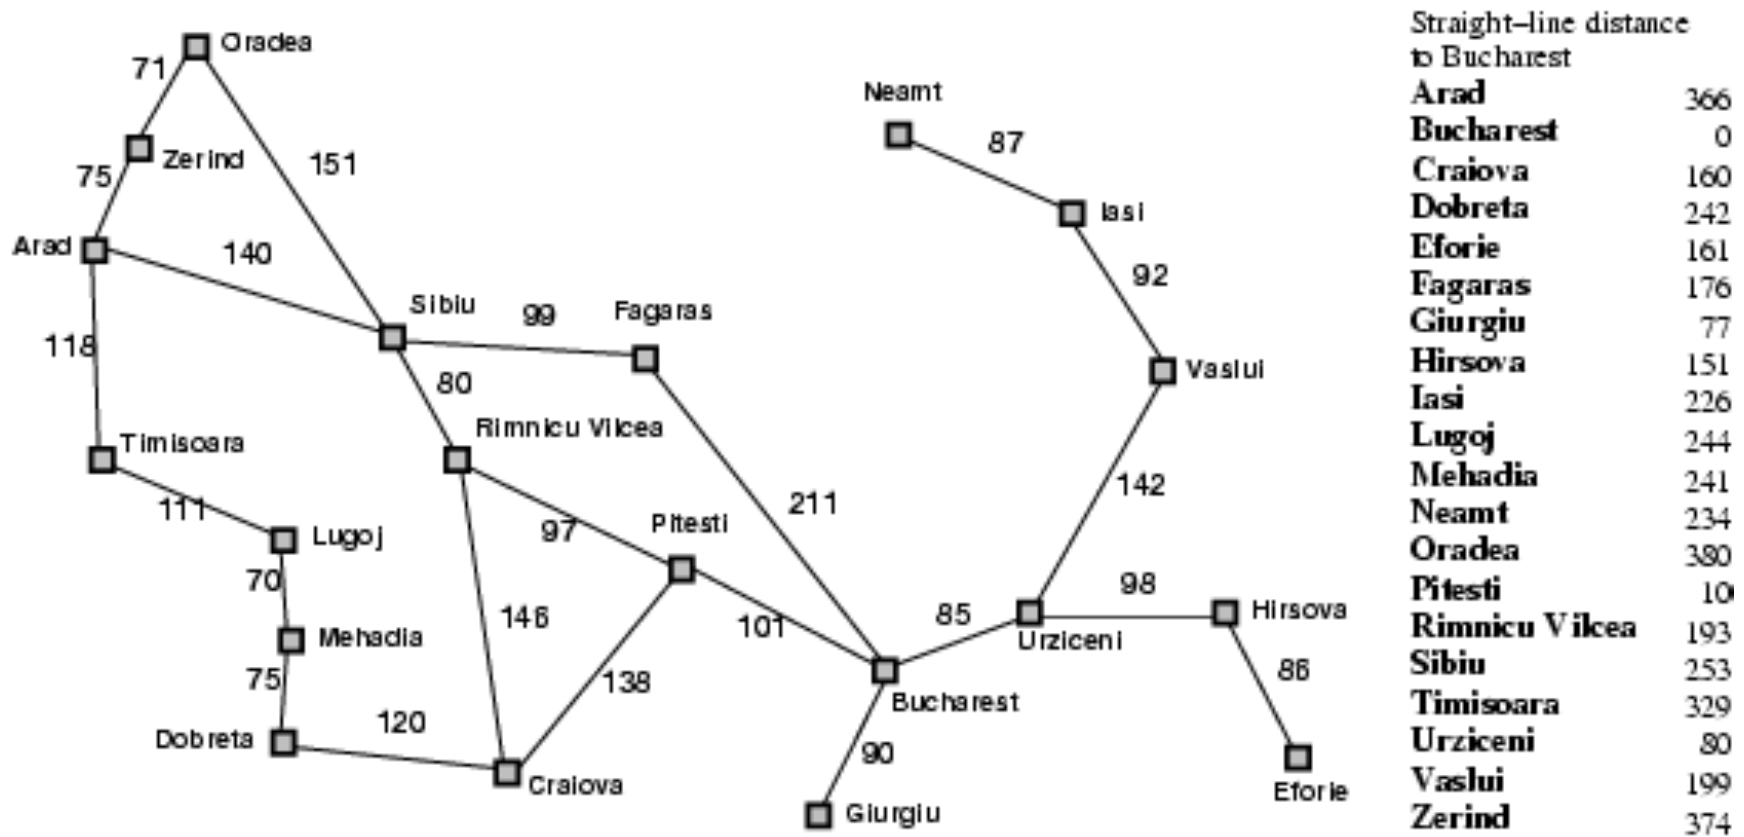 Oradea
71
Zerind
151
75
Arad
140
118
Sibiu
99
Fagaras
80
Rimnicu Vilcea
Timisoara
111
Lugoj
97
Pitesti
211
70
Mehadia
146
101
138
75
Dobreta
120
Craiova
Neamt
87
Iasi
92
Vaslui
142
98
Hirsova
85
Urziceni
86
Bucharest
90
Giurgiu
Eforie
Straight–line distance
to Bucharest
Arad 366
Bucharest 0
Craiova 160
Dobreta 242
Eforie 161
Fagaras 176
Giurgiu 77
Hirsova 151
Iasi 226
Lugoj 244
Mehadia 241
Neamt 234
Oradea 380
Pitesti 10
Rimnicu Vilcea 193
Sibiu 253
Timisoara 329
Urziceni 80
Vaslui 199
Zerind 374